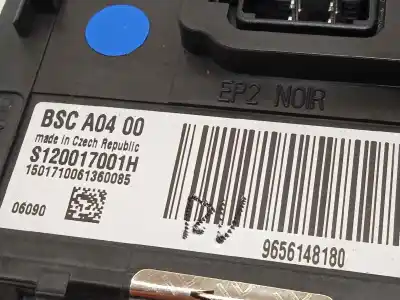 EP2 NOIR
BSC A04 00
made in Czech Republic
S120017001H
1501710061360085
06090
9656148180